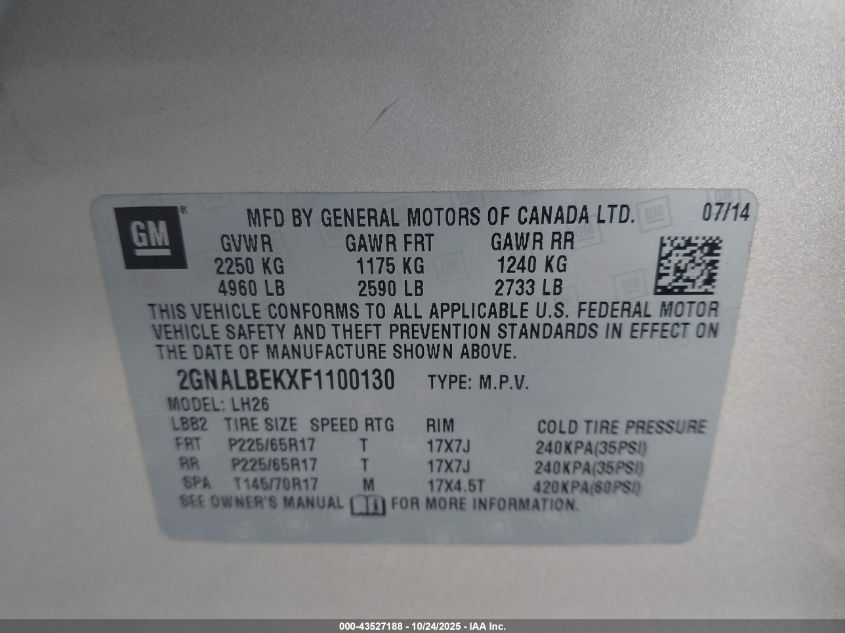 GM®
MFD BY GENERAL MOTORS OF CANADA LTD. 07/14
GVWR GAWR FRT GAWR RR
2250 KG 1175 KG 1240 KG
4960 LB 2590 LB 2733 LB
THIS VEHICLE CONFORMS TO ALL APPLICABLE U.S. FEDERAL MOTOR
VEHICLE SAFETY AND THEFT PREVENTION STANDARDS IN EFFECT ON
THE DATE OF MANUFACTURE SHOWN ABOVE.
2GNALBEKXF1100130 TYPE: M.P.V.
MODEL: LH26
LBB2 TIRE SIZE SPEED RTG RIM COLD TIRE PRESSURE
FRT P225/65R17 T 17X7J 240KPA(35PSI)
RR P225/65R17 T 17X7J 240KPA(35PSI)
SPA T145/70R17 M 17X4.5T 420KPA(60PSI)
SEE OWNER'S MANUAL FOR MORE INFORMATION.
000-43527188 - 10/24/2025 - IAA Inc.